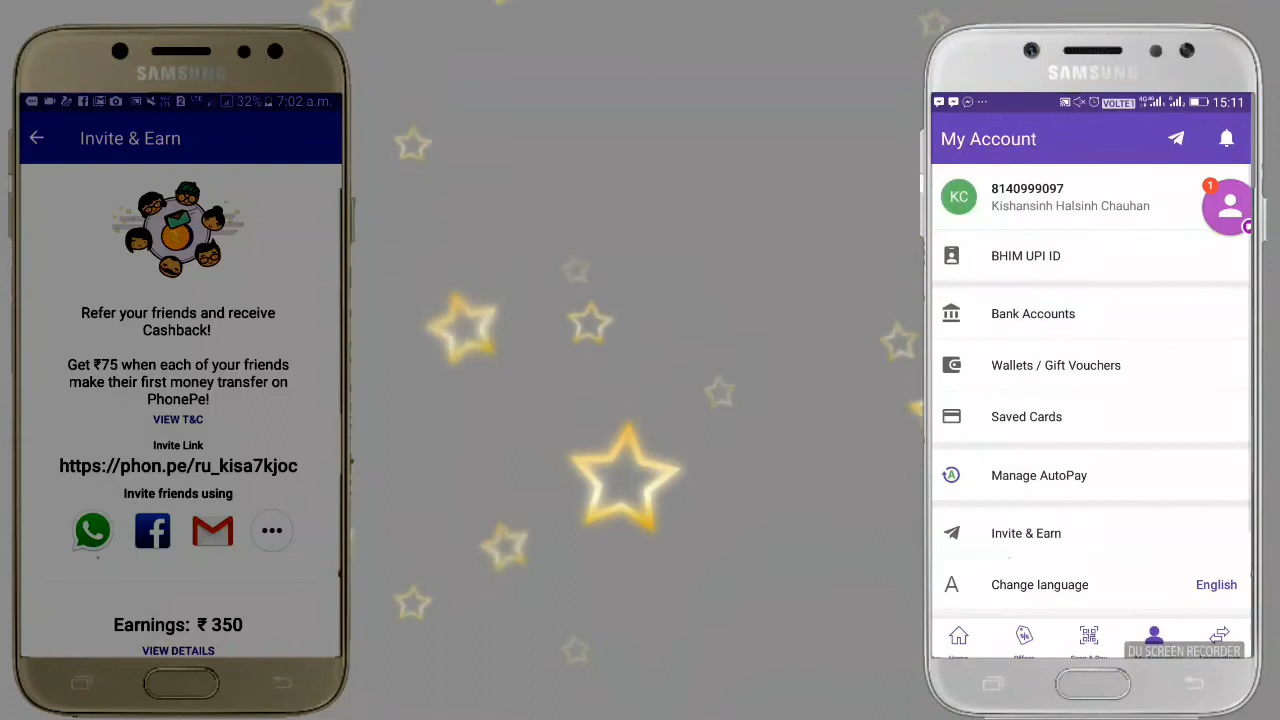 SAMSUNG
32% 7:02 a.m.
Invite & Earn
Refer your friends and receive
Cashback!
Get ₹75 when each of your friends
make their first money transfer on
PhonePe!
VIEW T&C
Invite Link
https://phon.pe/ru_kisa7kjoc
Invite friends using
Earnings: ₹ 350
VIEW DETAILS
SAMSUNG
VOLTE1 15:11
My Account
KC
8140999097
Kishansinh Halsinh Chauhan
1
BHIM UPI ID
Bank Accounts
Wallets / Gift Vouchers
Saved Cards
Manage AutoPay
Invite & Earn
Change language
English
DU SCREEN RECORDER